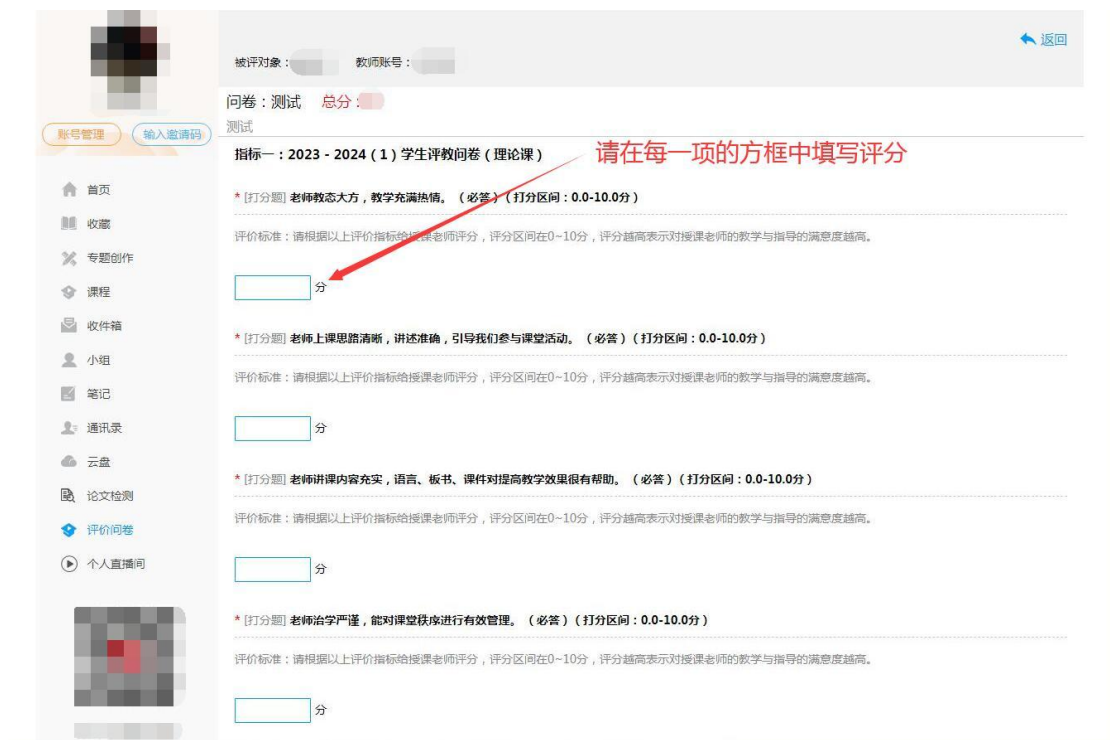 返回
被评对象：
教师账号：
问卷：测试 总分：
测试
账号管理
输入邀请码
首页
收藏
专题创作
课程
收件箱
小组
笔记
通讯录
云盘
论文检测
评价问卷
个人直播间
指标一：2023 - 2024（1）学生评教问卷（理论课）
请在每一项的方框中填写评分
* [打分题] 老师教态大方，教学充满热情。（必答）（打分区间：0.0-10.0分）
评价标准：请根据以上评价指标给授课老师评分，评分区间在0~10分，评分越高表示对授课老师的教学与指导的满意度越高。
分
* [打分题] 老师上课思路清晰，讲述准确，引导我们参与课堂活动。（必答）（打分区间：0.0-10.0分）
评价标准：请根据以上评价指标给授课老师评分，评分区间在0~10分，评分越高表示对授课老师的教学与指导的满意度越高。
分
* [打分题] 老师讲课内容充实，语言、板书、课件对提高教学效果很有帮助。（必答）（打分区间：0.0-10.0分）
评价标准：请根据以上评价指标给授课老师评分，评分区间在0~10分，评分越高表示对授课老师的教学与指导的满意度越高。
分
* [打分题] 老师治学严谨，能对课堂秩序进行有效管理。（必答）（打分区间：0.0-10.0分）
评价标准：请根据以上评价指标给授课老师评分，评分区间在0~10分，评分越高表示对授课老师的教学与指导的满意度越高。
分